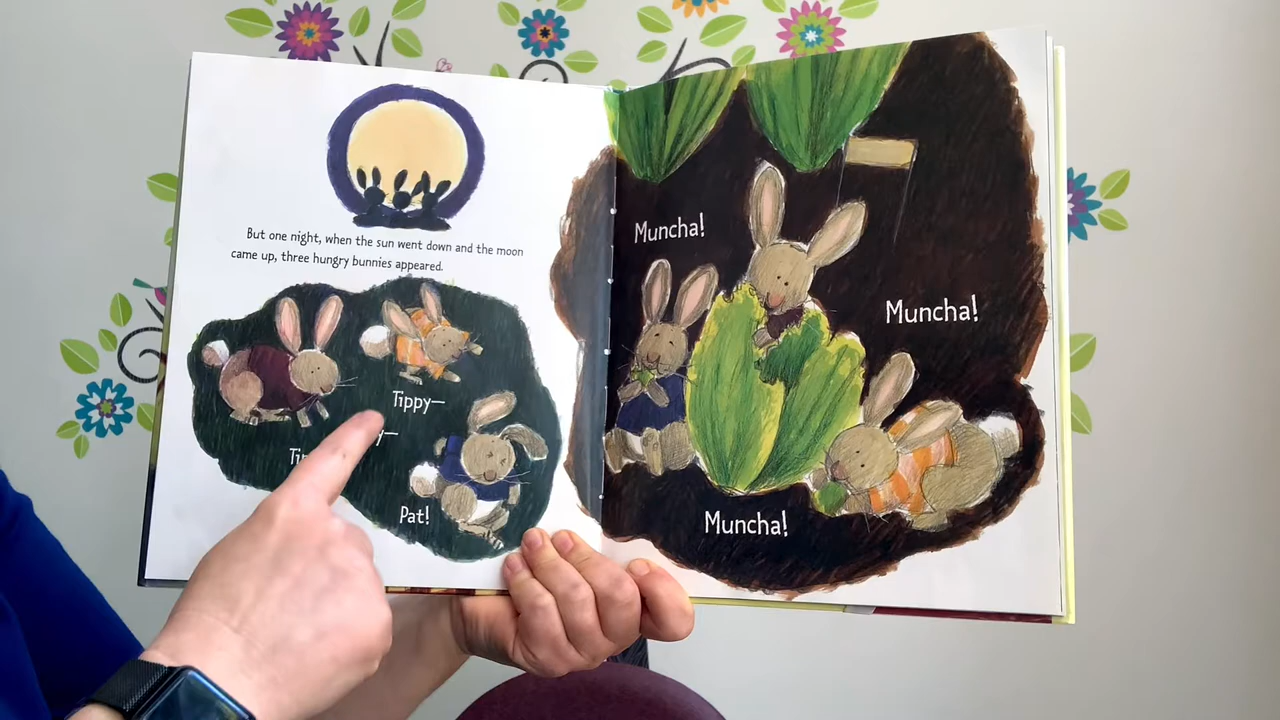 But one night, when the sun went down and the moon
came up, three hungry bunnies appeared.
Tippy—
Pat!
Muncha!
Muncha!
Muncha!